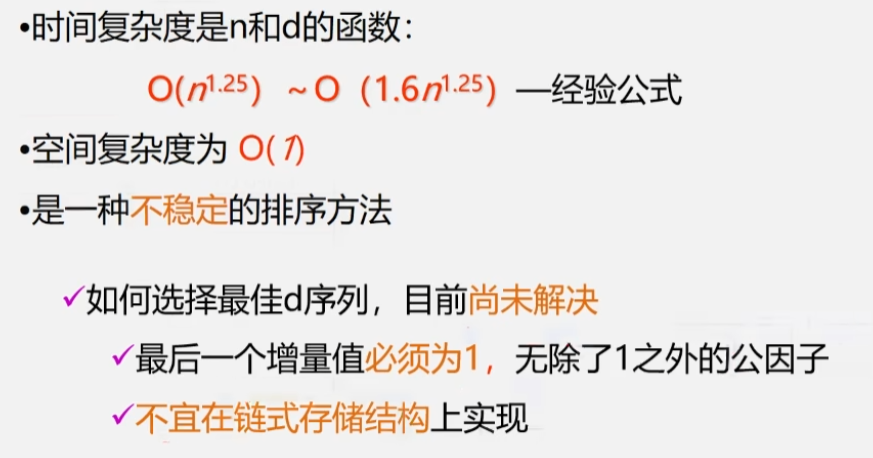 •时间复杂度是n和d的函数：
O(n^1.25) ~O（1.6n^1.25）—经验公式
•空间复杂度为 O(1)
•是一种不稳定的排序方法
✓如何选择最佳d序列，目前尚未解决
✓最后一个增量值必须为1，无除了1之外的公因子
✓不宜在链式存储结构上实现